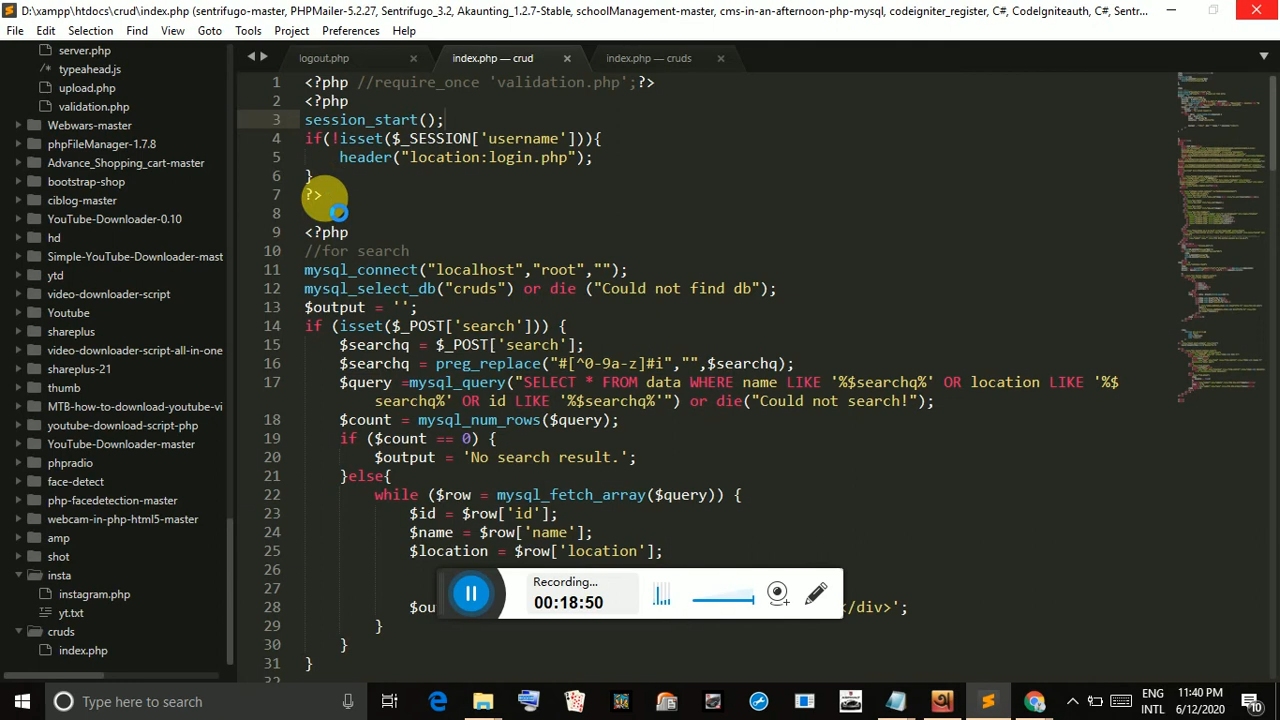 D:\xampp\htdocs\crud\index.php (sentrifugo-master, PHPMailer-5.2.27, Sentrifugo_3.2, Akaunting_1.2.7-Stable, schoolManagement-master, cms-in-an-afternoon-php-mysql, codeigniter_register, C#, CodeIgniteauth, C#, Sentr...
File Edit Selection Find View Goto Tools Project Preferences Help
logout.php
index.php — crud
index.php — cruds
server.php
/* typeahead.js
upload.php
validation.php
Webwars-master
phpFileManager-1.7.8
Advance_Shopping_cart-master
bootstrap-shop
ciblog-master
YouTube-Downloader-0.10
hd
Simple-YouTube-Downloader-mast
ytd
video-downloader-script
Youtube
shareplus
video-downloader-script-all-in-one
shareplus-21
thumb
MTB-how-to-download-youtube-vi
youtube-download-script-php
YouTube-Downloader-master
phpradio
face-detect
php-facedetection-master
webcam-in-php-html5-master
amp
shot
insta
instagram.php
yt.txt
cruds
index.php
1 <?php //require_once 'validation.php';?>
2 <?php
3 session_start();
4 if(!isset($_SESSION['username'])){
5 header("location:login.php");
6 }
7 ?>
8
9 <?php
10 //for search
11 mysql_connect("localhost","root","");
12 mysql_select_db("cruds") or die ("Could not find db");
13 $output = '';
14 if (isset($_POST['search'])) {
15 $searchq = $_POST['search'];
16 $searchq = preg_replace("#[^0-9a-z]#i","",$searchq);
17 $query =mysql_query("SELECT * FROM data WHERE name LIKE '%$searchq%' OR location LIKE '%$
searchq%' OR id LIKE '%$searchq%'") or die("Could not search!");
18 $count = mysql_num_rows($query);
19 if ($count == 0) {
20 $output = 'No search result.';
21 }else{
22 while ($row = mysql_fetch_array($query)) {
23 $id = $row['id'];
24 $name = $row['name'];
25 $location = $row['location'];
26
27
28 $ou </div>';
29 }
30 }
31 }
Recording...
00:18:50
Type here to search
ENG
INTL
11:40 PM
6/12/2020
10